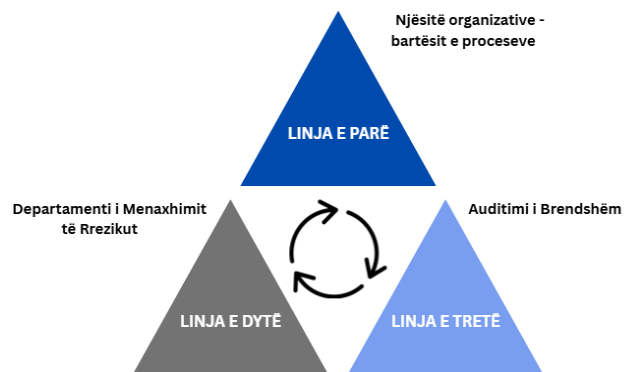 Njësitë organizative -
bartësit e proceseve
LINJA E PARË
Departamenti i Menaxhimit
të Rrezikut
Auditimi i Brendshëm
LINJA E DYTË
LINJA E TRETË